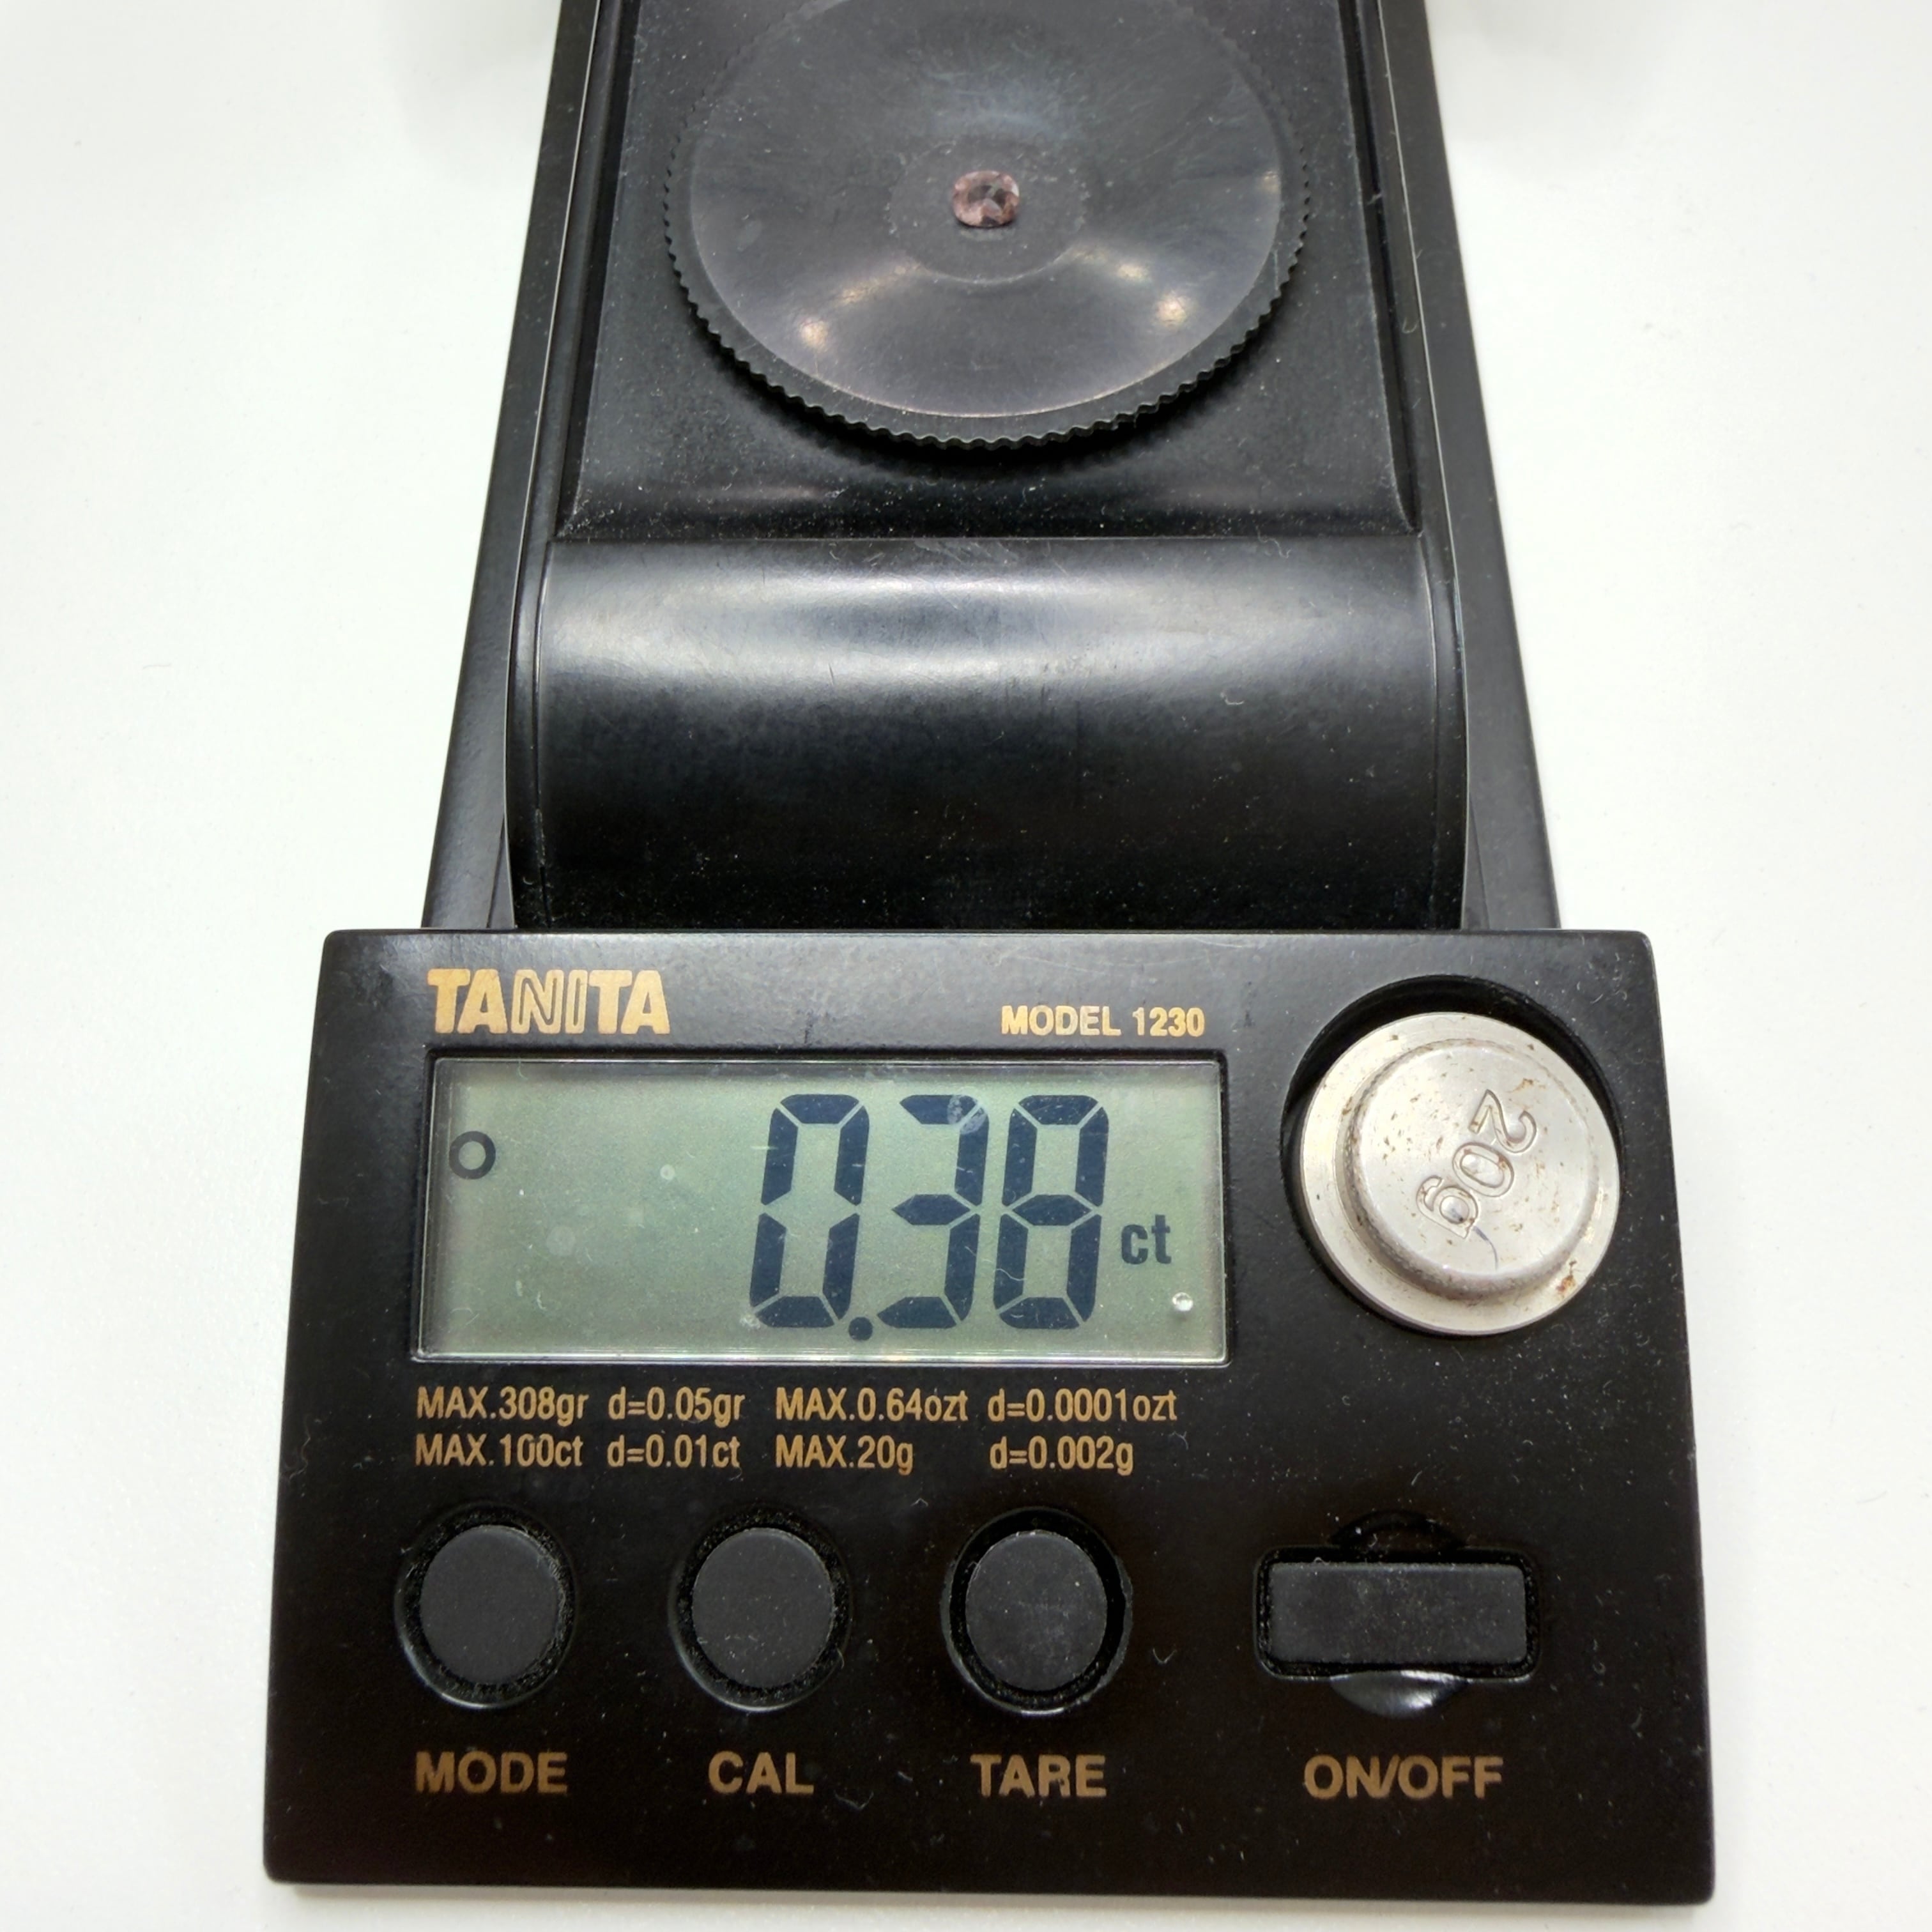 TANITA
MODEL 1230
0.38 ct
20g
MAX.308gr d=0.05gr MAX.0.64ozt d=0.0001ozt
MAX.100ct d=0.01ct MAX.20g d=0.002g
MODE CAL TARE ON/OFF